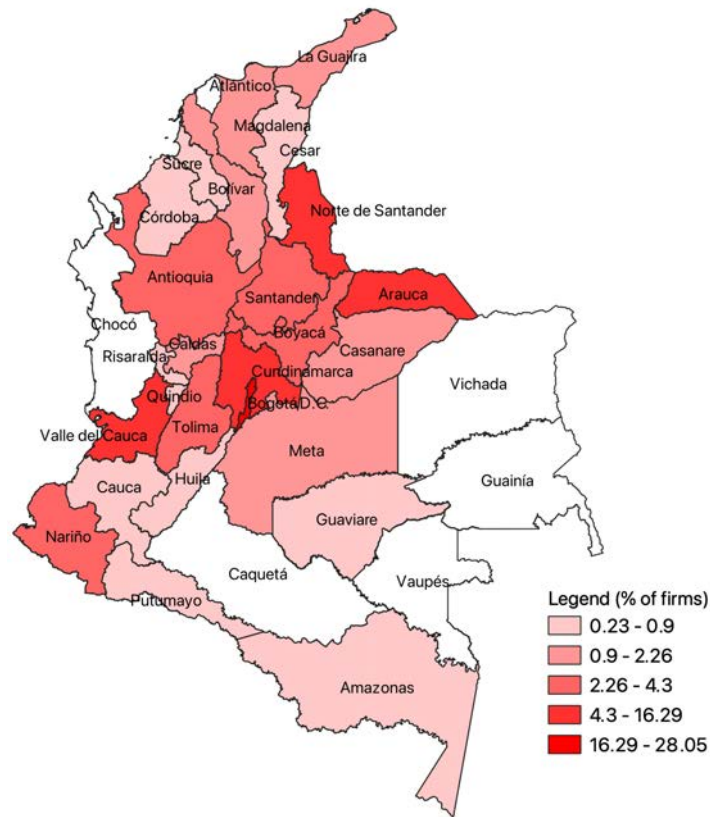 La Guajira
Atlántico
Magdalena
Cesar
Sucre
Bolívar
Norte de Santander
Córdoba
Antioquia
Santander
Arauca
Chocó
Boyacá
Risaralda
Caldas
Casanare
Cundinamarca
Vichada
Quindío
Bogotá D.C.
Valle del Cauca
Tolima
Meta
Huila
Guainía
Cauca
Guaviare
Nariño
Caquetá
Vaupés
Putumayo
Amazonas
Legend (% of firms)
0.23 - 0.9
0.9 - 2.26
2.26 - 4.3
4.3 - 16.29
16.29 - 28.05